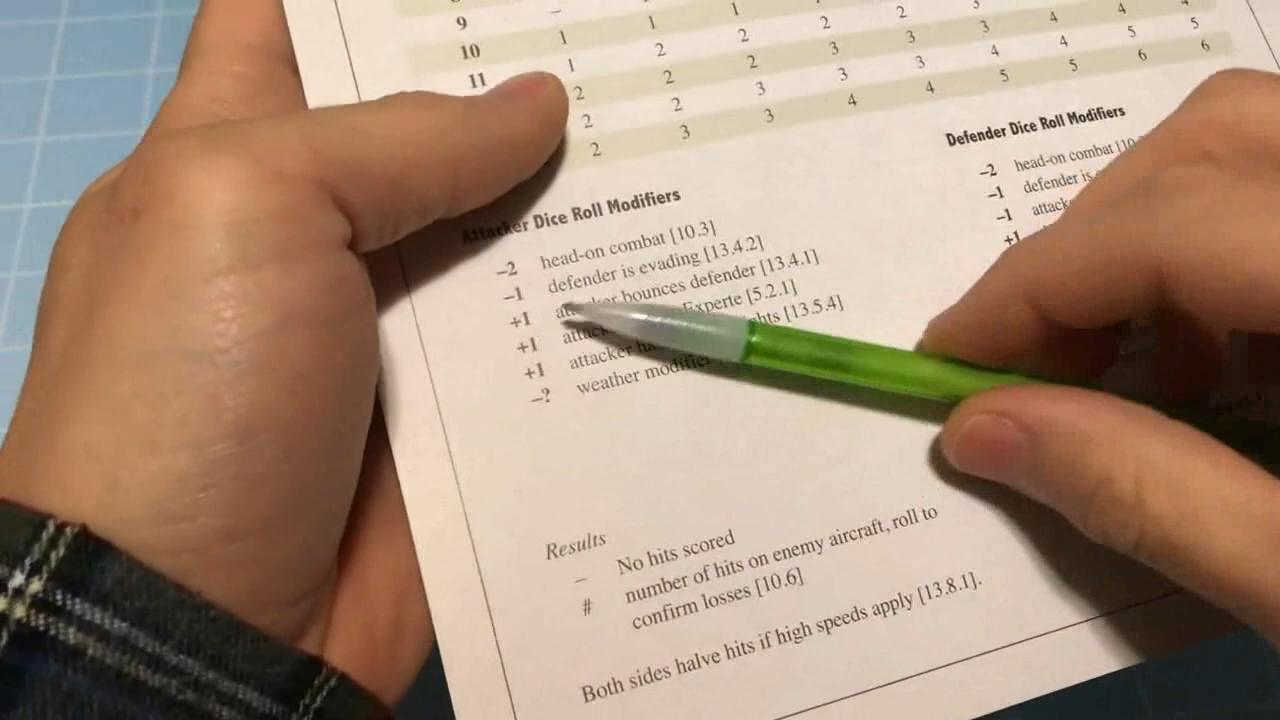 9 – 1 1 2 2 3 4 4 4
10 1 2 2 3 3 3 4 5 5
11 1 2 2 3 3 4 4 5 6
2 2 3 4 4 5 5 6
2 3 3
2
Attacker Dice Roll Modifiers
–2 head-on combat [10.3]
–1 defender is evading [13.4.2]
+1 attacker bounces defender [13.4.1]
+1 Experte [5.2.1]
+1 attacker [13.5.4]
–? weather modifier
Defender Dice Roll Modifiers
–2 head-on combat
–1 defender is
–1
+1
Results
– No hits scored
# number of hits on enemy aircraft, roll to
confirm losses [10.6]
Both sides halve hits if high speeds apply [13.8.1].